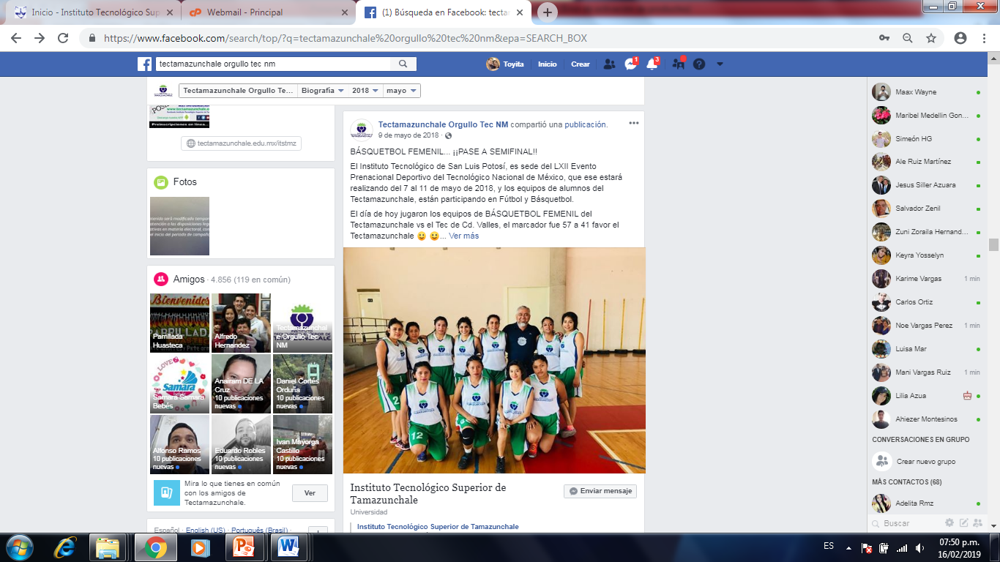 Inicio - Instituto Tecnológico Sup
Webmail - Principal
(1) Búsqueda en Facebook: tecta
https://www.facebook.com/search/top/?q=tectamazunchale%20orgullo%20tec%20nm&epa=SEARCH_BOX
tectamazunchale orgullo tec nm
Toyita
Inicio
Crear
1
3
Tectamazunchale Orgullo Te...
Biografía
2018
mayo
www.tectamazunchale.e
Preinscripciones en línea...
tectamazunchale.edu.mx/itstmz
Fotos
Amigos · 4.856 (119 en común)
Bienvenidos
PARRILLAD
Parrillada
Huasteca
Alfredo
Hernandez
Tectamazunchal
e Orgullo Tec
NM
LOVE
Samara
Samara Samara
Bebés
Anairam DE LA
Cruz
10 publicaciones
nuevas
Daniel Cortés
Orduña
10 publicaciones
nuevas
Alfonso Ramos
10 publicaciones
nuevas
Eduardo Robles
10 publicaciones
nuevas
Ivan Mayorga
Castillo
10 publicaciones
nuevas
Mira lo que tienes en común
con los amigos de
Tectamazunchale.
Ver
Español · English (US) · Português (Brasil) ·
Tectamazunchale Orgullo Tec NM compartió una publicación.
9 de mayo de 2018 ·
BÁSQUETBOL FEMENIL... ¡¡PASE A SEMIFINAL!!
El Instituto Tecnológico de San Luis Potosí, es sede del LXII Evento
Prenacional Deportivo del Tecnológico Nacional de México, que ese estará
realizando del 7 al 11 de mayo de 2018, y los equipos de alumnos del
Tectamazunchale, están participando en Fútbol y Básquetbol.
El día de hoy jugaron los equipos de BÁSQUETBOL FEMENIL del
Tectamazunchale vs el Tec de Cd. Valles, el marcador fue 57 a 41 favor el
Tectamazunchale 😃 😃... Ver más
2
12
Instituto Tecnológico Superior de
Tamazunchale
Universidad
Enviar mensaje
Instituto Tecnológico Superior de Tamazunchale
Maax Wayne
Maribel Medellin Gon...
Simeón HG
Ale Ruiz Martínez
Jesus Siller Azuara
Salvador Zenil
Zuni Zoraila Hernand...
Keyra Yosselyn
Karime Vargas 1 min
Carlos Ortiz
Noe Vargas Perez 1 min
Luisa Mar
Mani Vargas Ruiz 1 min
Lilia Azua
Ahiezer Montesinos
CONVERSACIONES EN GRUPO
Crear nuevo grupo
MÁS CONTACTOS (68)
Adelita Rmz
Buscar
ES
07:50 p.m.
16/02/2019